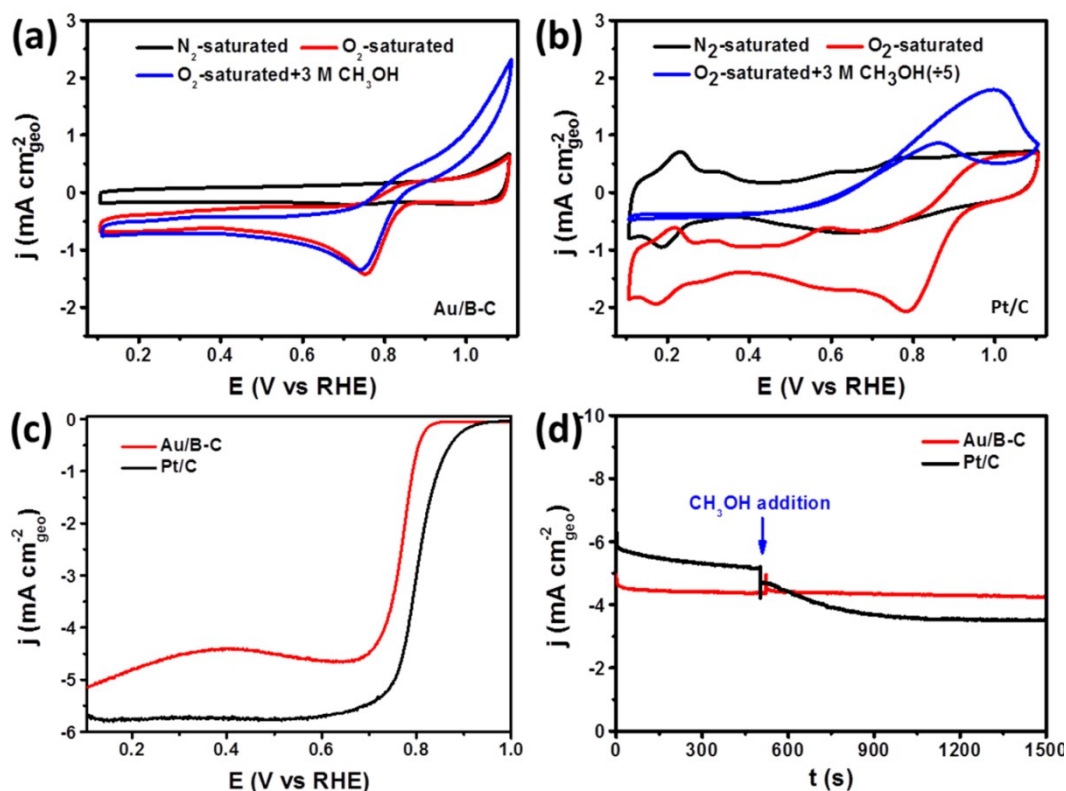 (a)
N₂-saturated O₂-saturated
O₂-saturated+3 M CH₃OH
j (mA cm⁻²geo)
3
2
1
0
-1
-2
0.2 0.4 0.6 0.8 1.0
E (V vs RHE)
Au/B-C
(b)
N₂-saturated O₂-saturated
O₂-saturated+3 M CH₃OH(÷5)
j (mA cm⁻²geo)
3
2
1
0
-1
-2
0.2 0.4 0.6 0.8 1.0
E (V vs RHE)
Pt/C
(c)
Au/B-C
Pt/C
j (mA cm⁻²geo)
0
-1
-2
-3
-4
-5
-6
0.2 0.4 0.6 0.8 1.0
E (V vs RHE)
(d)
Au/B-C
Pt/C
CH₃OH addition
j (mA cm⁻²geo)
-10
-8
-6
-4
-2
0
0 300 600 900 1200 1500
t (s)